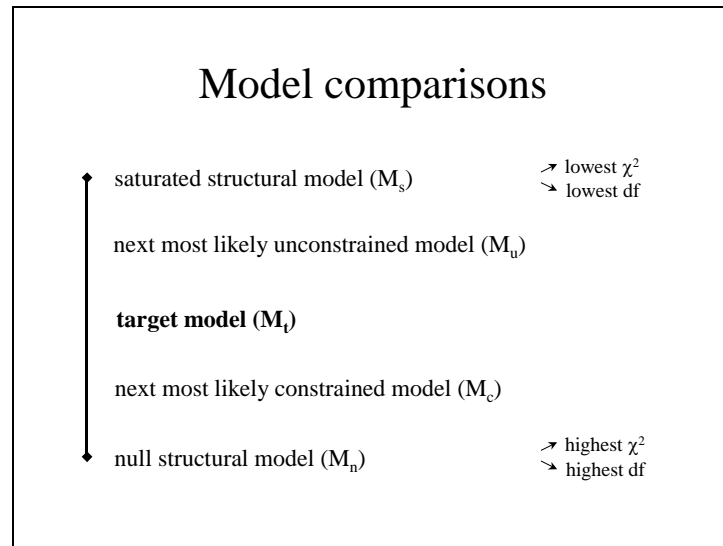 Model comparisons
saturated structural model (Mₛ)
lowest χ²
lowest df
next most likely unconstrained model (Mᵤ)
target model (Mₜ)
next most likely constrained model (M_c)
null structural model (Mₙ)
highest χ²
highest df